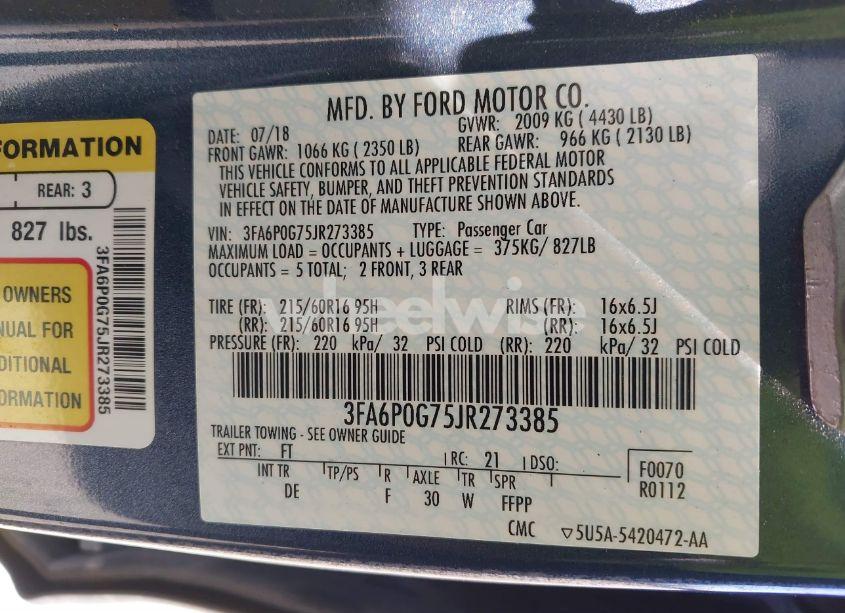 FORMATION
REAR: 3
827 lbs.
OWNERS
NUAL FOR
DITIONAL
FORMATION
3FA6P0G75JR273385
MFD. BY FORD MOTOR CO.
DATE: 07/18 GVWR: 2009 KG ( 4430 LB)
FRONT GAWR: 1066 KG ( 2350 LB) REAR GAWR: 966 KG ( 2130 LB)
THIS VEHICLE CONFORMS TO ALL APPLICABLE FEDERAL MOTOR
VEHICLE SAFETY, BUMPER, AND THEFT PREVENTION STANDARDS
IN EFFECT ON THE DATE OF MANUFACTURE SHOWN ABOVE.
VIN: 3FA6P0G75JR273385 TYPE: Passenger Car
MAXIMUM LOAD = OCCUPANTS + LUGGAGE = 375KG/ 827LB
OCCUPANTS = 5 TOTAL; 2 FRONT, 3 REAR
TIRE (FR): 215/60R16 95H RIMS (FR): 16x6.5J
(RR): 215/60R16 95H (RR): 16x6.5J
PRESSURE (FR): 220 kPa/ 32 PSI COLD (RR): 220 kPa/ 32 PSI COLD
wheelwise
3FA6P0G75JR273385
TRAILER TOWING - SEE OWNER GUIDE
EXT PNT: FT RC: 21 DSO:
INT TR TP/PS R AXLE TR SPR
DE F 30 W FFPP
F0070
R0112
CMC ▽5U5A-5420472-AA